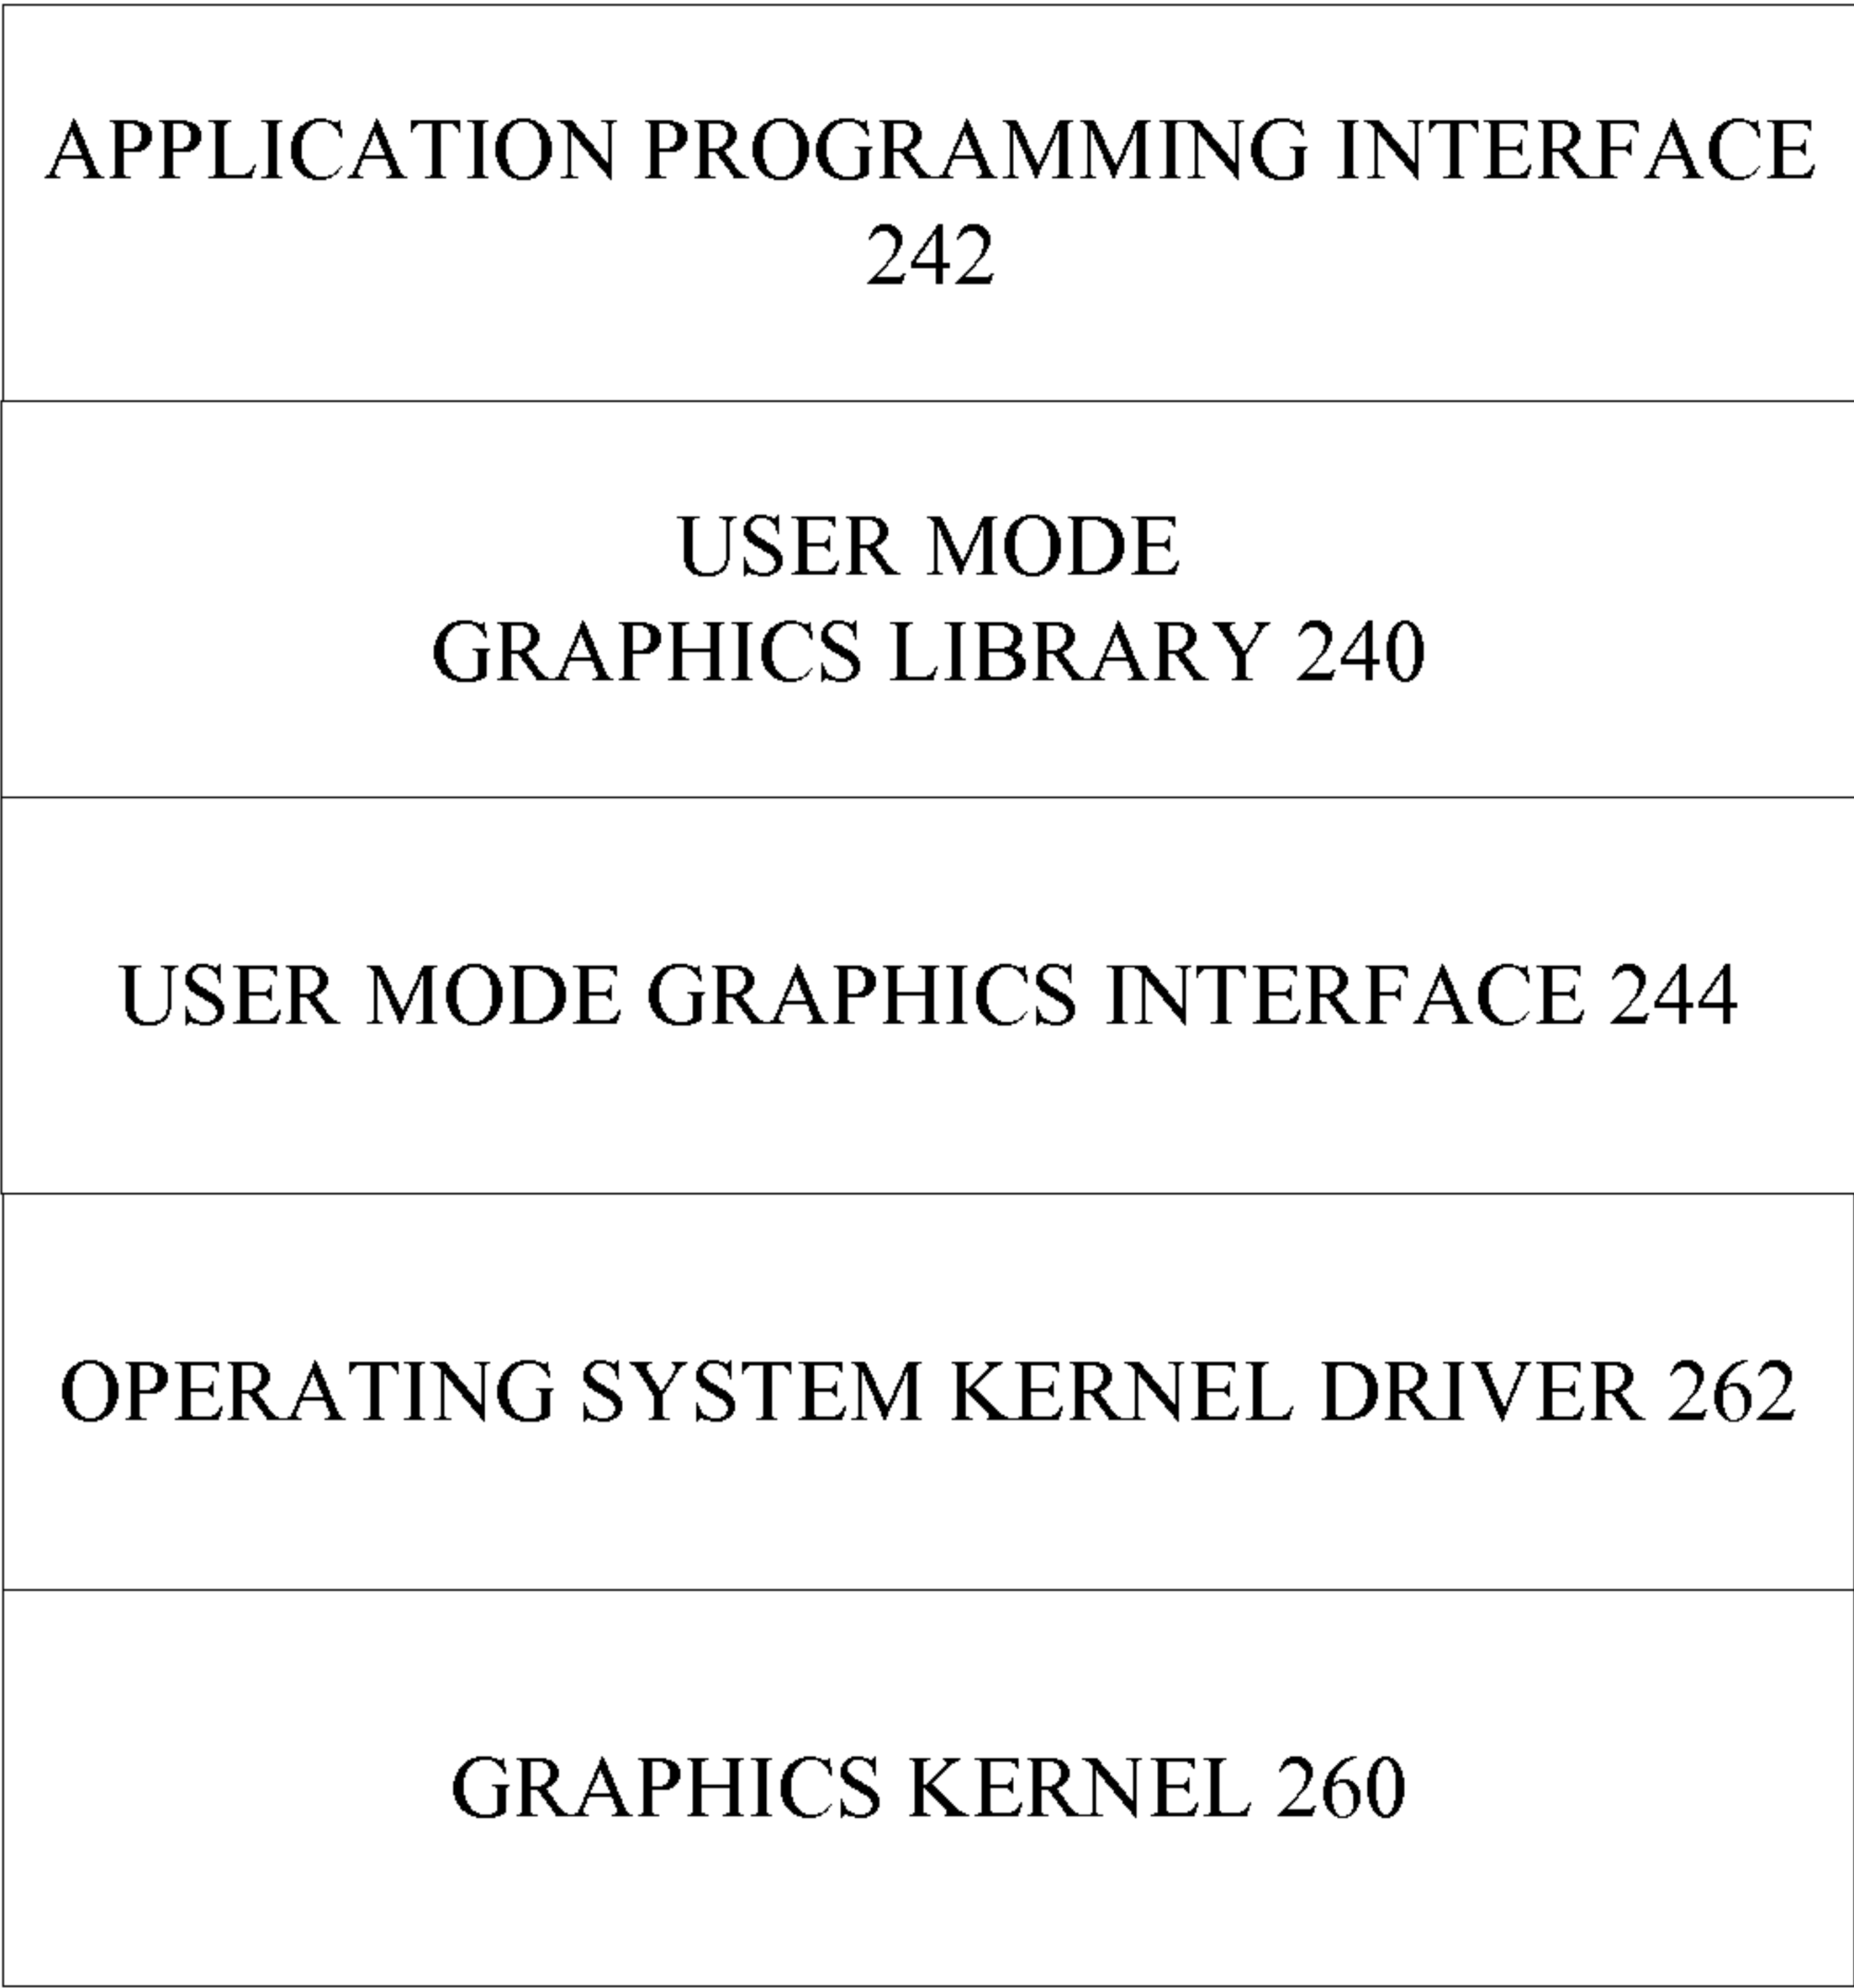 APPLICATION PROGRAMMING INTERFACE
242
USER MODE
GRAPHICS LIBRARY 240
USER MODE GRAPHICS INTERFACE 244
OPERATING SYSTEM KERNEL DRIVER 262
GRAPHICS KERNEL 260